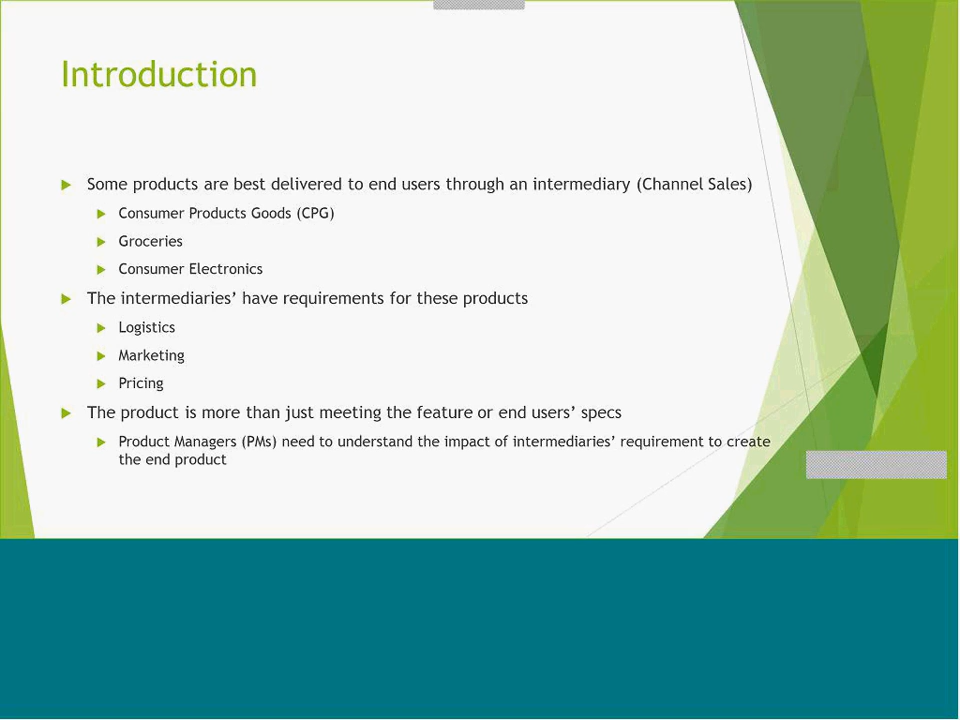 Introduction
Some products are best delivered to end users through an intermediary (Channel Sales)
Consumer Products Goods (CPG)
Groceries
Consumer Electronics
The intermediaries’ have requirements for these products
Logistics
Marketing
Pricing
The product is more than just meeting the feature or end users’ specs
Product Managers (PMs) need to understand the impact of intermediaries’ requirement to create
the end product